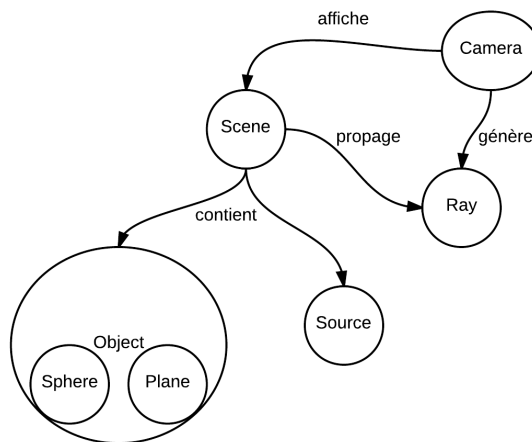 affiche
Camera
Scene
propage
génère
Ray
contient
Source
Object
Sphere
Plane